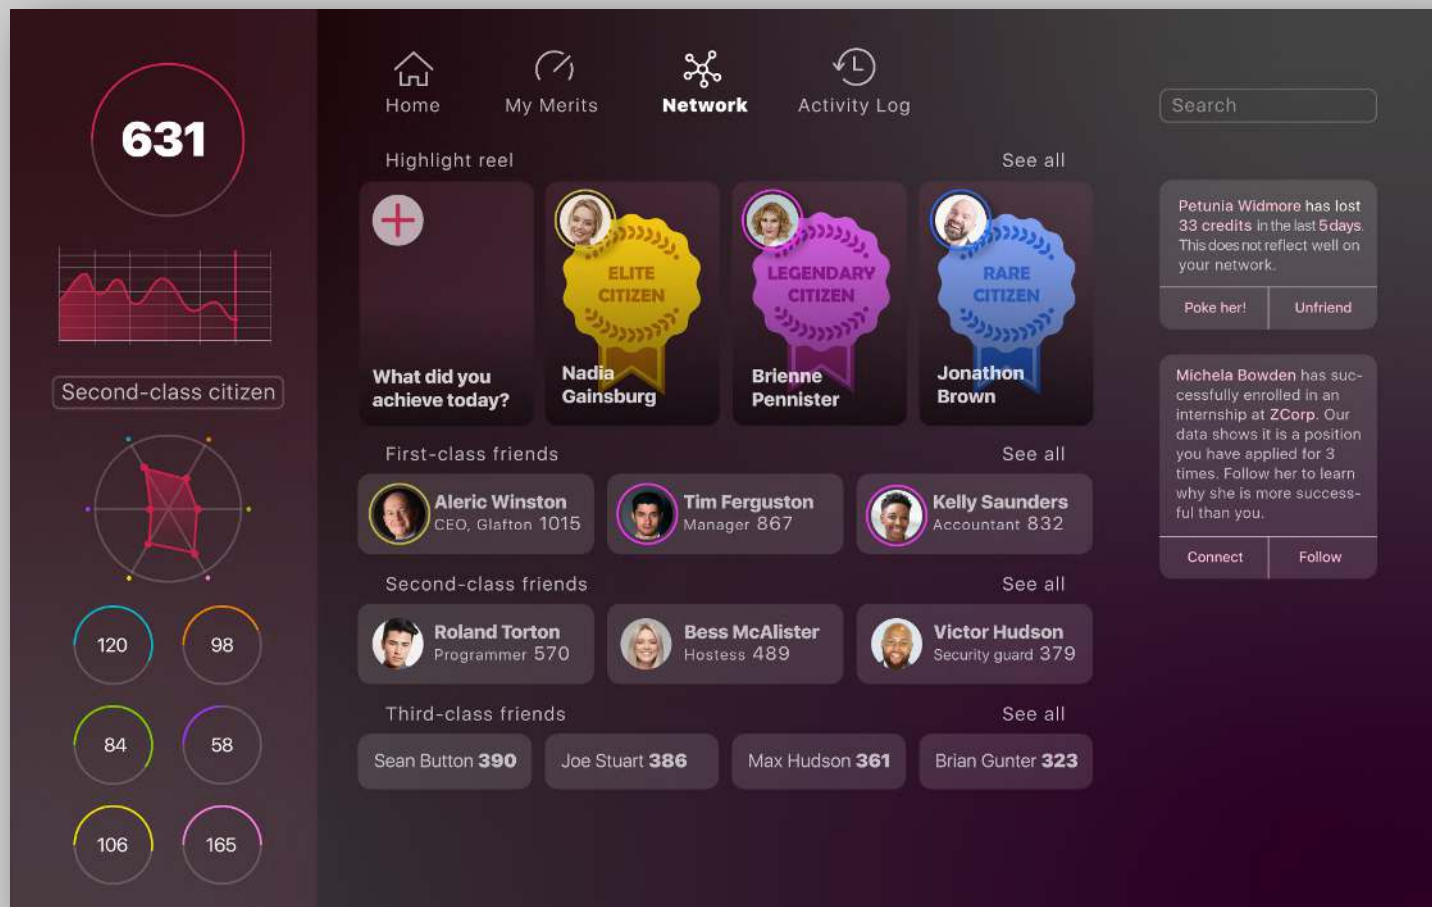 631
Second-class citizen
120
98
84
58
106
165
Home
My Merits
Network
Activity Log
Search
Highlight reel
See all
What did you
achieve today?
ELITE
CITIZEN
Nadia
Gainsburg
LEGENDARY
CITIZEN
Brienne
Pennister
RARE
CITIZEN
Jonathon
Brown
First-class friends
See all
Aleric Winston
CEO, Glafton 1015
Tim Ferguston
Manager 867
Kelly Saunders
Accountant 832
Second-class friends
See all
Roland Torton
Programmer 570
Bess McAlister
Hostess 489
Victor Hudson
Security guard 379
Third-class friends
See all
Sean Button 390
Joe Stuart 386
Max Hudson 361
Brian Gunter 323
Petunia Widmore has lost
33 credits in the last 5 days.
This does not reflect well on
your network.
Poke her!
Unfriend
Michela Bowden has suc-
cessfully enrolled in an
internship at ZCorp. Our
data shows it is a position
you have applied for 3
times. Follow her to learn
why she is more success-
ful than you.
Connect
Follow